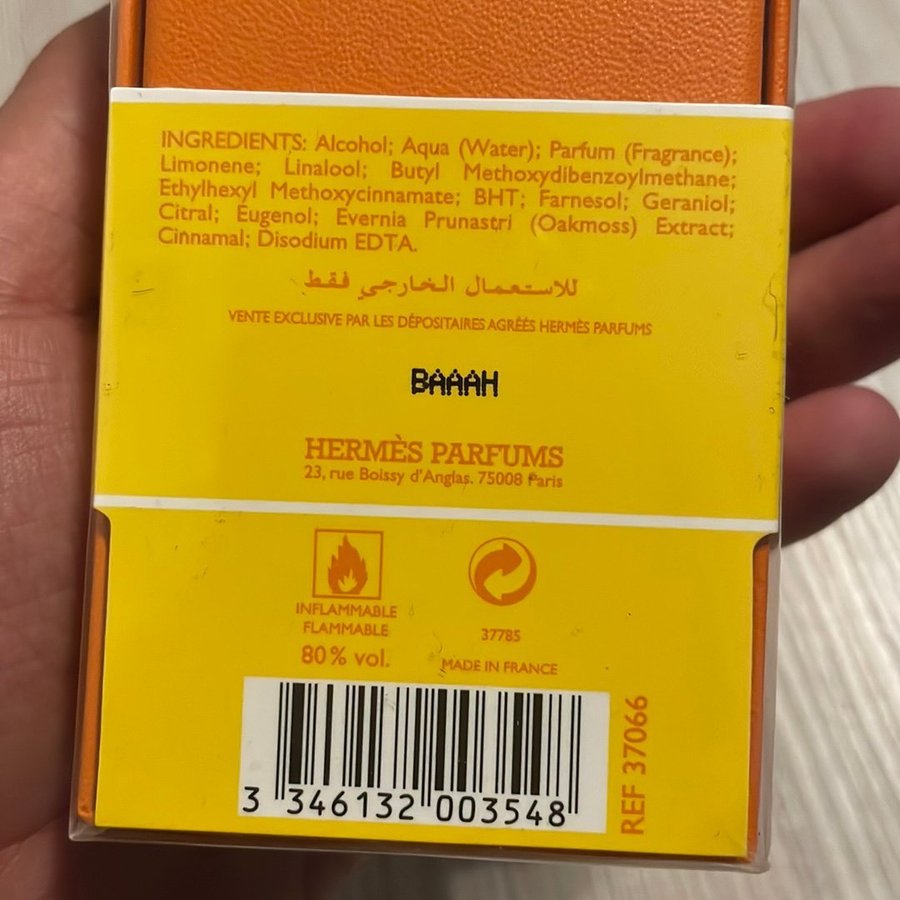 INGREDIENTS: Alcohol; Aqua (Water); Parfum (Fragrance);
Limonene; Linalool; Butyl Methoxydibenzoylmethane;
Ethylhexyl Methoxycinnamate; BHT; Farnesol; Geraniol;
Citral; Eugenol; Evernia Prunastri (Oakmoss) Extract;
Cinnamal; Disodium EDTA.
للاستعمال الخارجي فقط
VENTE EXCLUSIVE PAR LES DÉPOSITAIRES AGRÉÉS HERMÈS PARFUMS
BAAAH
HERMÈS PARFUMS
23, rue Boissy d'Anglas. 75008 Paris
INFLAMMABLE
FLAMMABLE
80% vol.
37785
MADE IN FRANCE
3 346132 003548
REF 37066